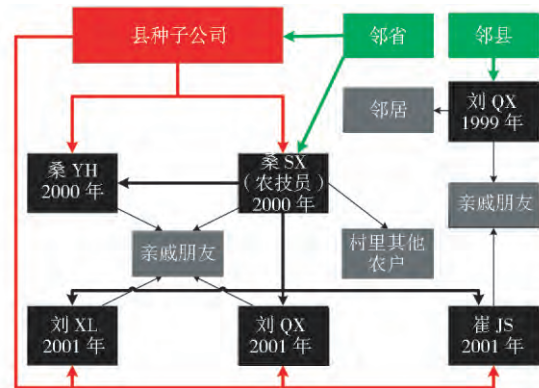 县种子公司
邻省
邻县
邻居
刘 QX
1999 年
桑 YH
2000 年
桑 SX
（农技员）
2000 年
亲戚朋友
村里其他
农户
亲戚朋友
刘 XL
2001 年
刘 QX
2001 年
崔 JS
2001 年